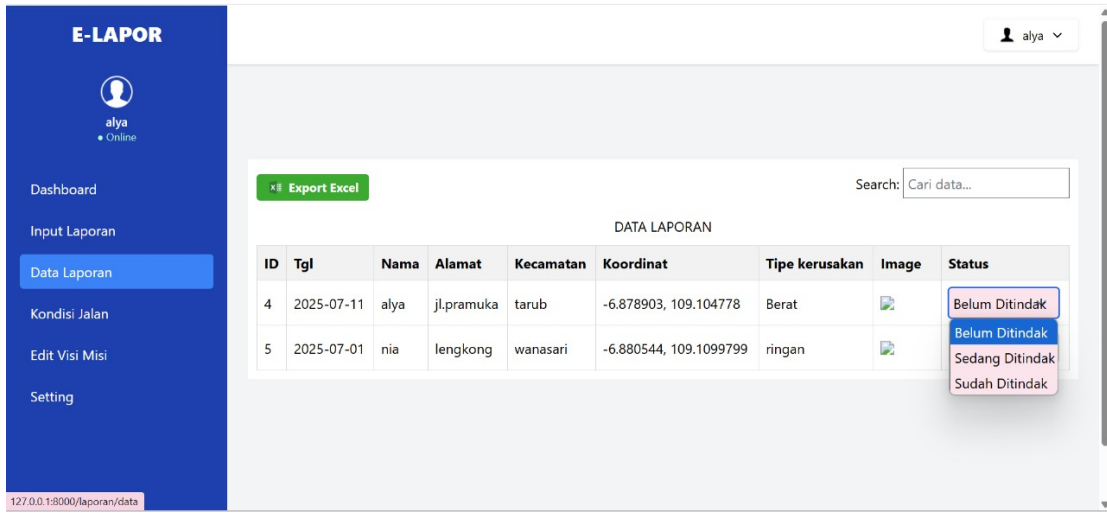 E-LAPOR
alya
alya
• Online
Dashboard
Input Laporan
Data Laporan
Kondisi Jalan
Edit Visi Misi
Setting
Export Excel
Search: Cari data...
DATA LAPORAN
ID Tgl Nama Alamat Kecamatan Koordinat Tipe kerusakan Image Status
4 2025-07-11 alya jl.pramuka tarub -6.878903, 109.104778 Berat Belum Ditindak
5 2025-07-01 nia lengkong wanasari -6.880544, 109.1099799 ringan
Belum Ditindak
Sedang Ditindak
Sudah Ditindak
127.0.0.1:8000/laporan/data